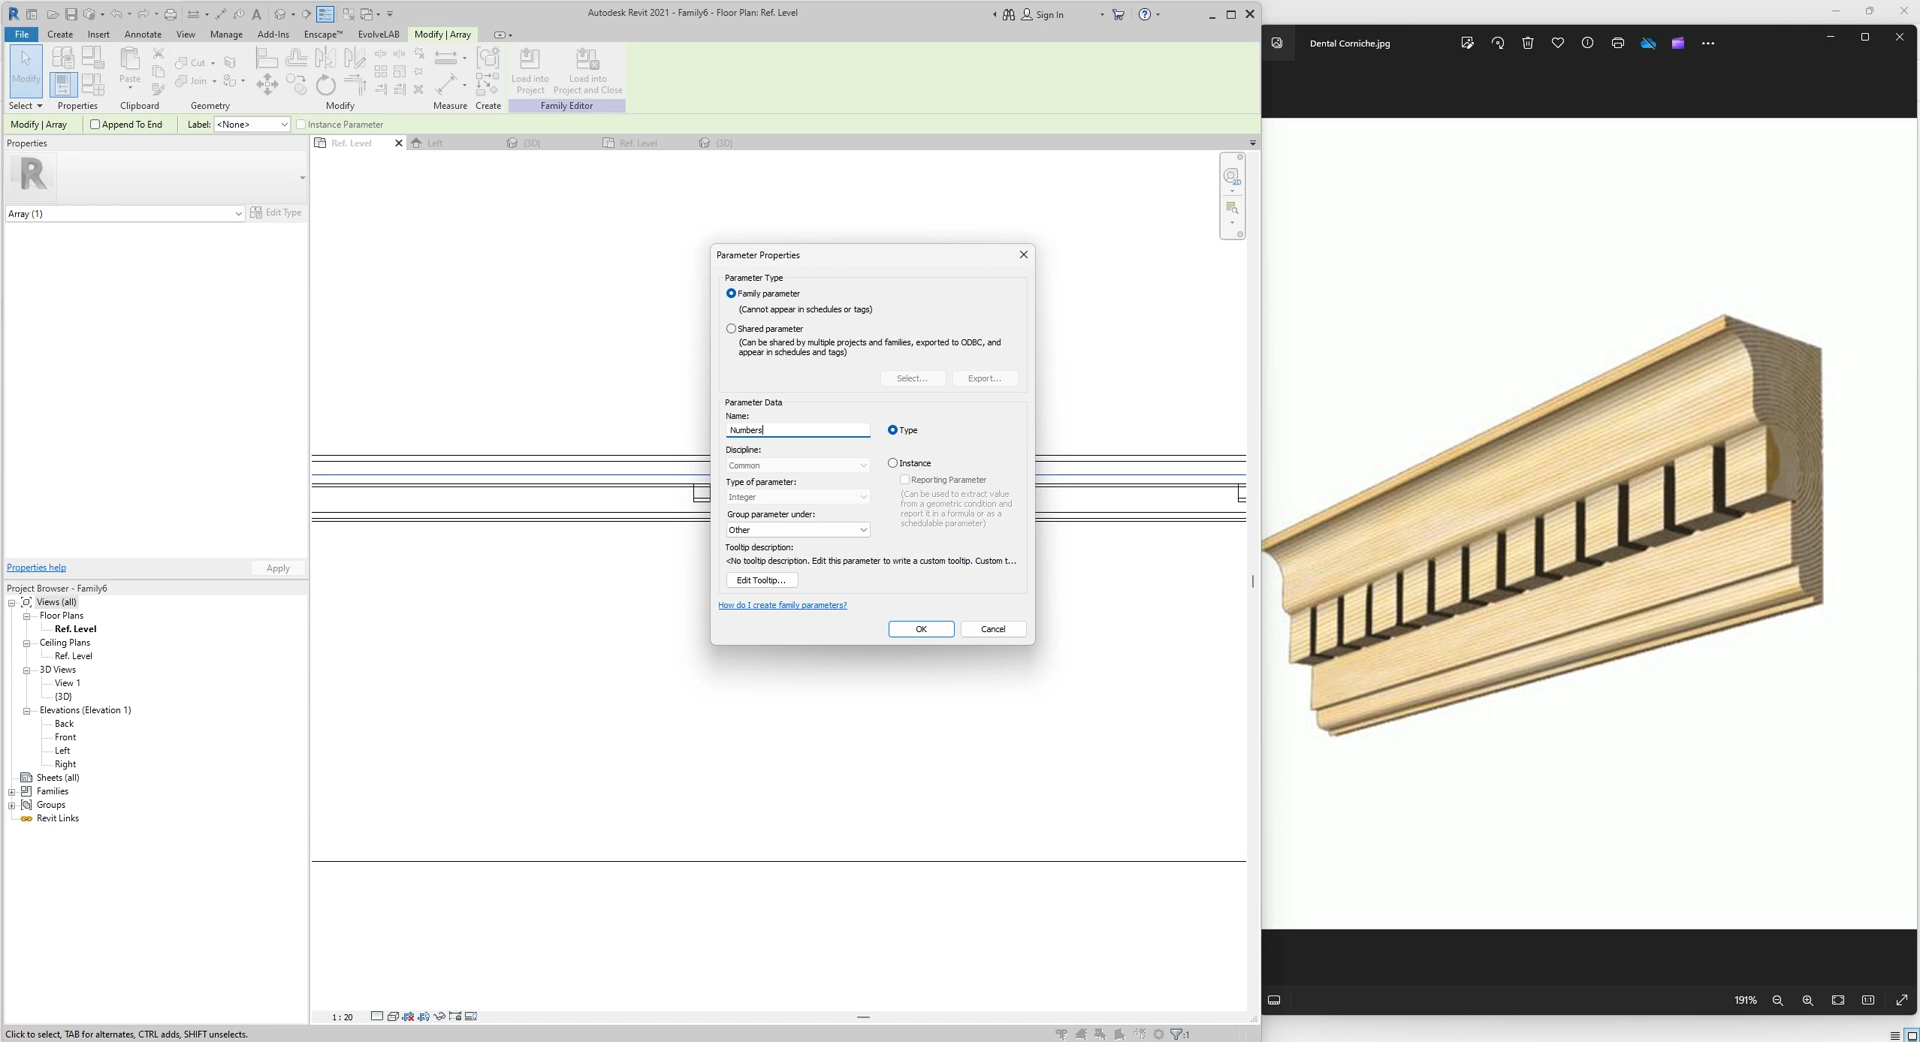 Autodesk Revit 2021 - Family6 - Floor Plan: Ref. Level
Sign In
File Create Insert Annotate View Manage Add-Ins Enscape™ EvolveLAB Modify | Array
Modify
Paste
Cut
Join
Load into Project
Load into Project and Close
Select Properties Clipboard Geometry Modify Measure Create Family Editor
Modify | Array Append To End Label: <None> Instance Parameter
Properties
Ref. Level Left {3D} Ref. Level {3D}
2D
R
Array (1) Edit Type
Properties help Apply
Project Browser - Family6
Views (all)
Floor Plans
Ref. Level
Ceiling Plans
Ref. Level
3D Views
View 1
{3D}
Elevations (Elevation 1)
Back
Front
Left
Right
Sheets (all)
Families
Groups
Revit Links
Parameter Properties
Parameter Type
Family parameter
(Cannot appear in schedules or tags)
Shared parameter
(Can be shared by multiple projects and families, exported to ODBC, and
appear in schedules and tags)
Select... Export...
Parameter Data
Name:
Numbers Type
Discipline:
Common Instance
Reporting Parameter
Type of parameter:
Integer
(Can be used to extract value
from a geometric condition and
report it in a formula or as a
schedulable parameter)
Group parameter under:
Other
Tooltip description:
<No tooltip description. Edit this parameter to write a custom tooltip. Custom t...
Edit Tooltip...
How do I create family parameters?
OK Cancel
1 : 20
Click to select, TAB for alternates, CTRL adds, SHIFT unselects.
:1
Dental Corniche.jpg
191%
1:1